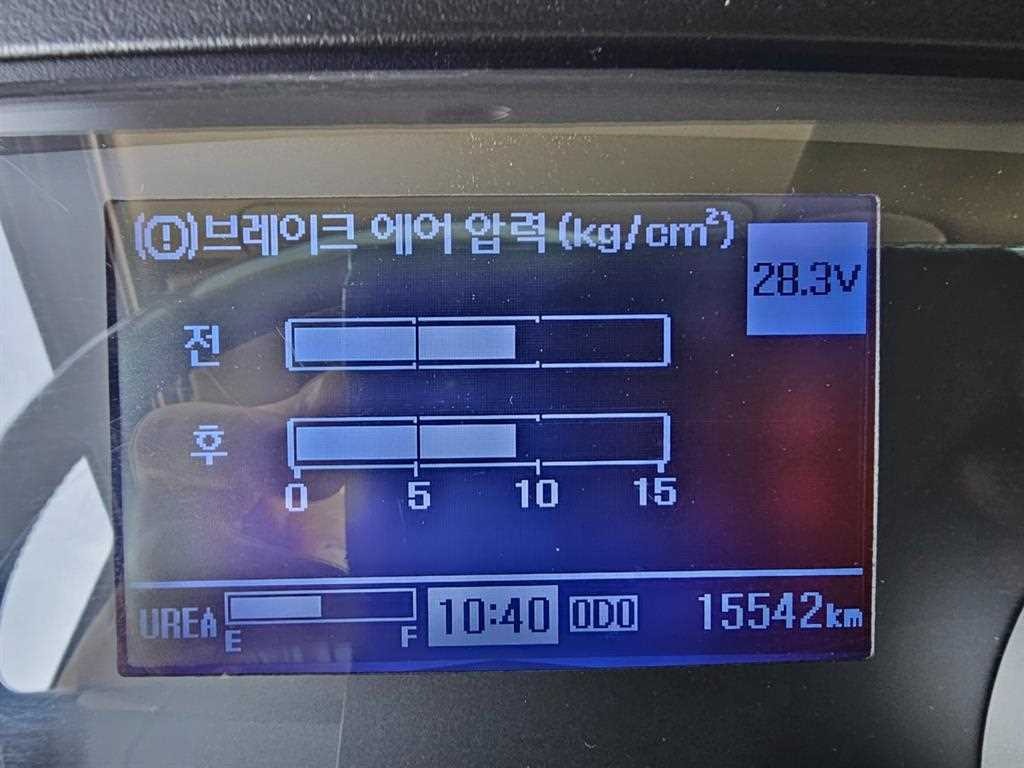 (!)브레이크 에어 압력 (kg/cm²)
28.3V
전
후
0 5 10 15
UREA E F 10:40 ODO 15542km